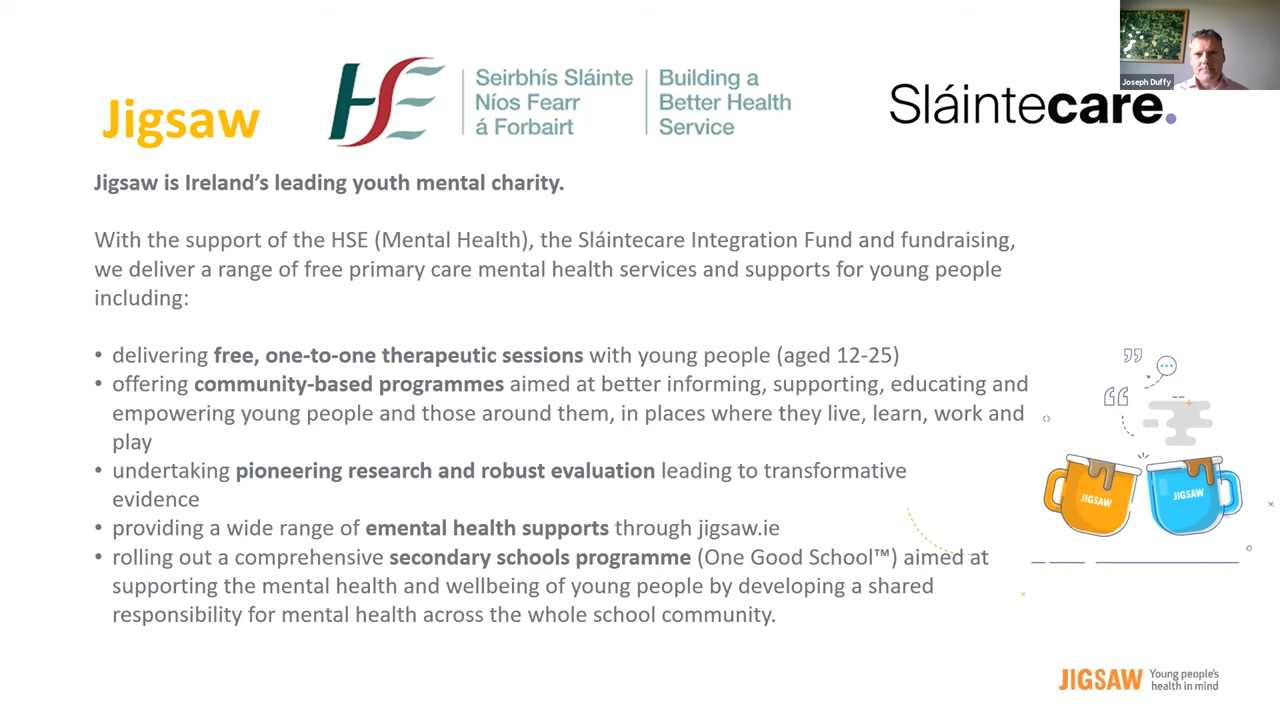 Joseph Duffy
Jigsaw
HSE
Seirbhís Sláinte
Níos Fearr
á Forbairt
Building a
Better Health
Service
Sláintecare.
Jigsaw is Ireland’s leading youth mental charity.
With the support of the HSE (Mental Health), the Sláintecare Integration Fund and fundraising,
we deliver a range of free primary care mental health services and supports for young people
including:
• delivering free, one-to-one therapeutic sessions with young people (aged 12-25)
• offering community-based programmes aimed at better informing, supporting, educating and
empowering young people and those around them, in places where they live, learn, work and
play
• undertaking pioneering research and robust evaluation leading to transformative
evidence
• providing a wide range of emental health supports through jigsaw.ie
• rolling out a comprehensive secondary schools programme (One Good School™) aimed at
supporting the mental health and wellbeing of young people by developing a shared
responsibility for mental health across the whole school community.
JIGSAW
JIGSAW
JIGSAW
Young people's
health in mind